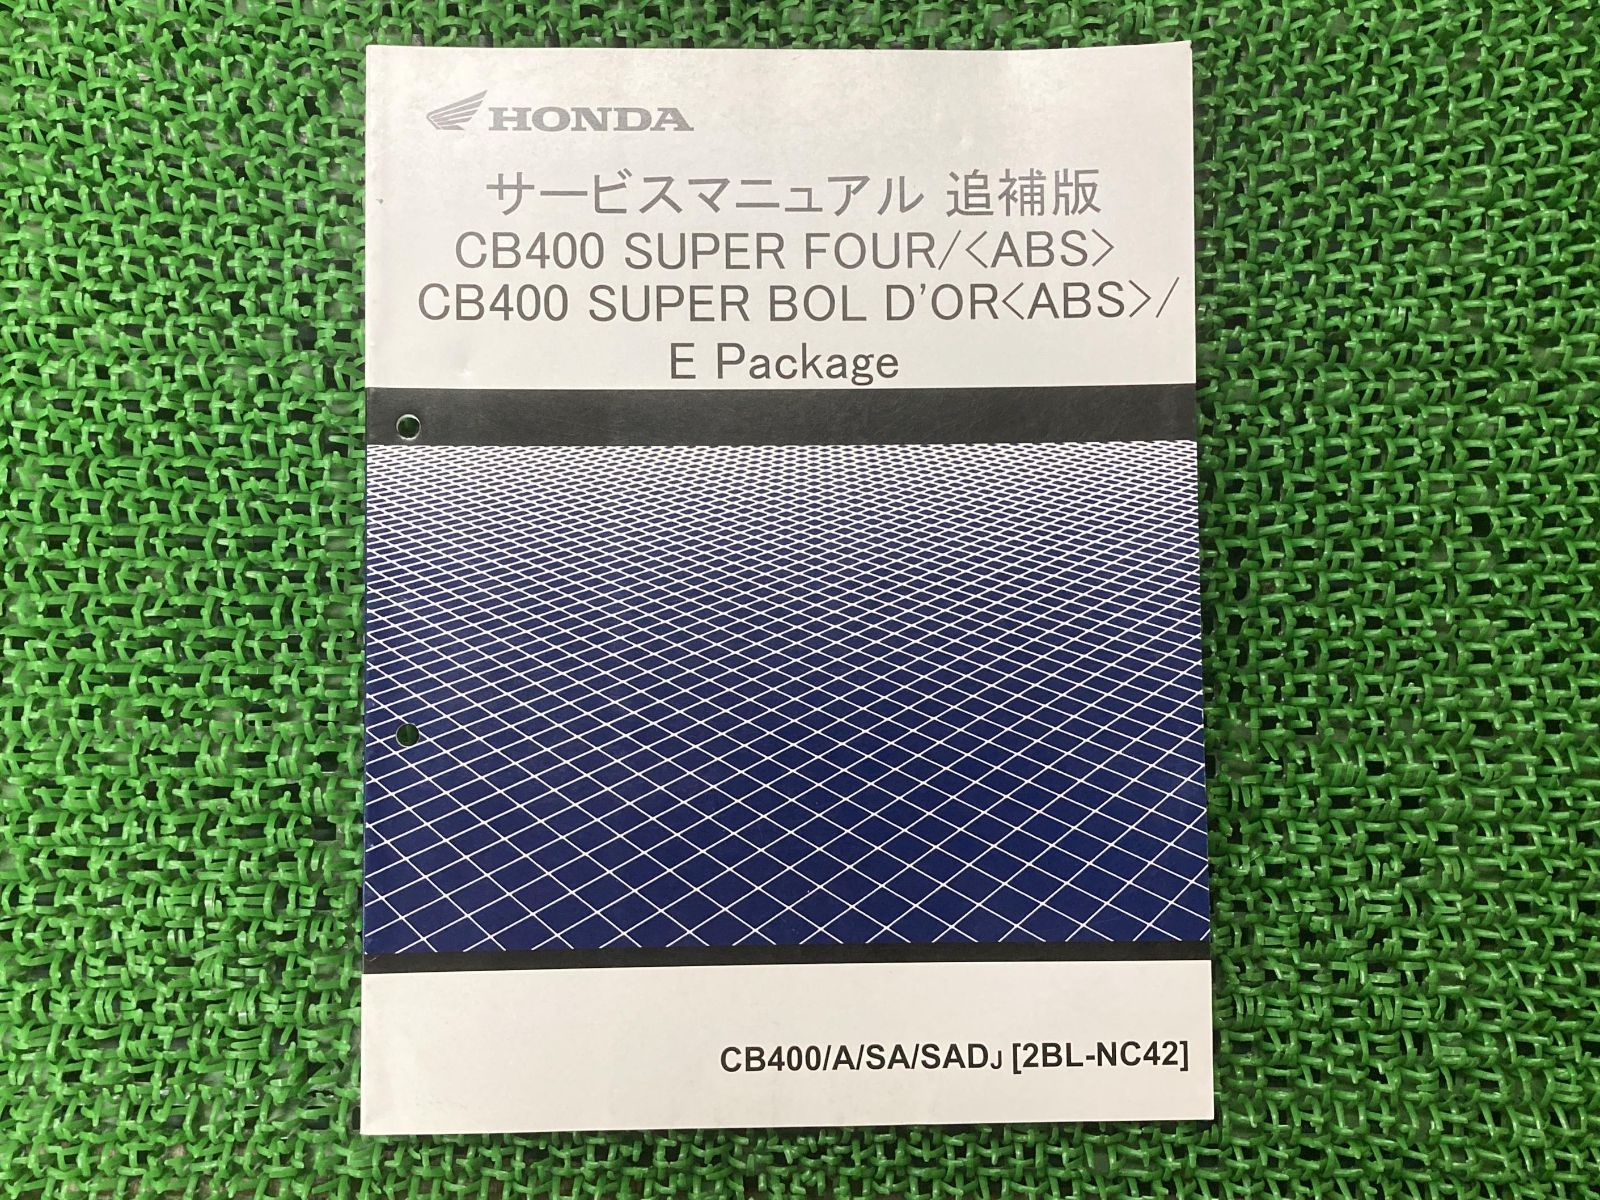 HONDA
サービスマニュアル 追補版
CB400 SUPER FOUR/<ABS>
CB400 SUPER BOL D'OR<ABS>/
E Package
CB400/A/SA/SADJ [2BL-NC42]